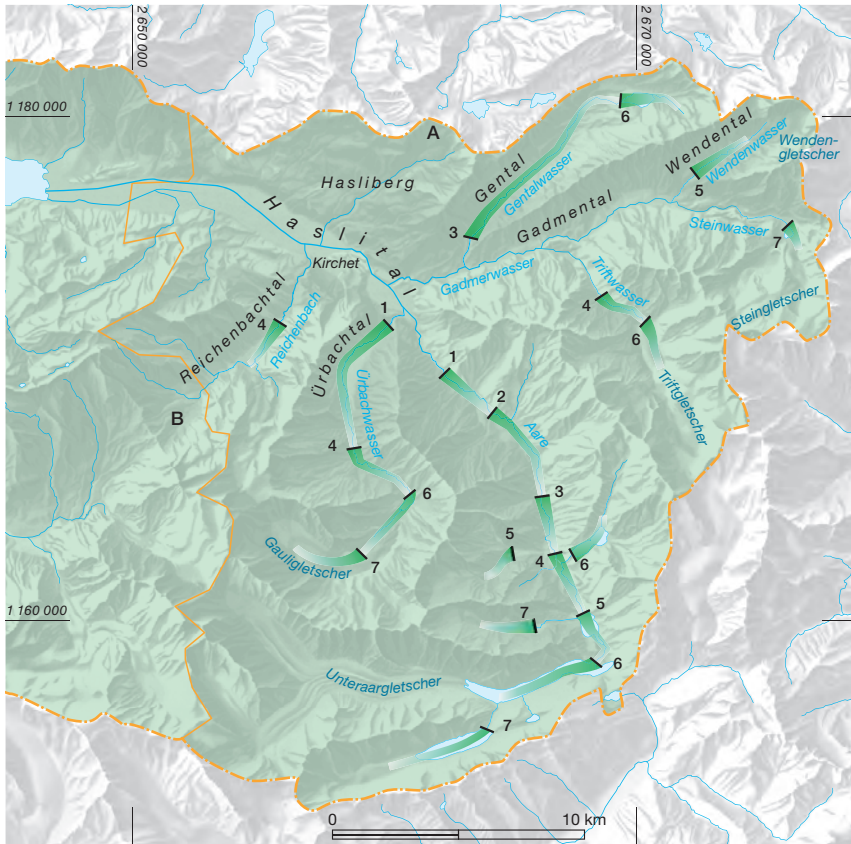 2 650 000
2 670 000
1 180 000
A
6
Wendental
Wendenwasser
Wenden-
gletscher
Gental
Gentalwasser
Hasliberg
5
Haslital
Gadmental
3
Steinwasser
7
Kirchet
Gadmerwasser
Triftwasser
Steingletscher
4
Reichenbachtal
Reichenbach
4
1
6
Ürbachtal
Ürbachwasser
1
Triftgletscher
B
2
Aare
4
6
3
5
Gauligletscher
7
4
6
5
1 160 000
7
6
Unteraargletscher
7
0
10 km